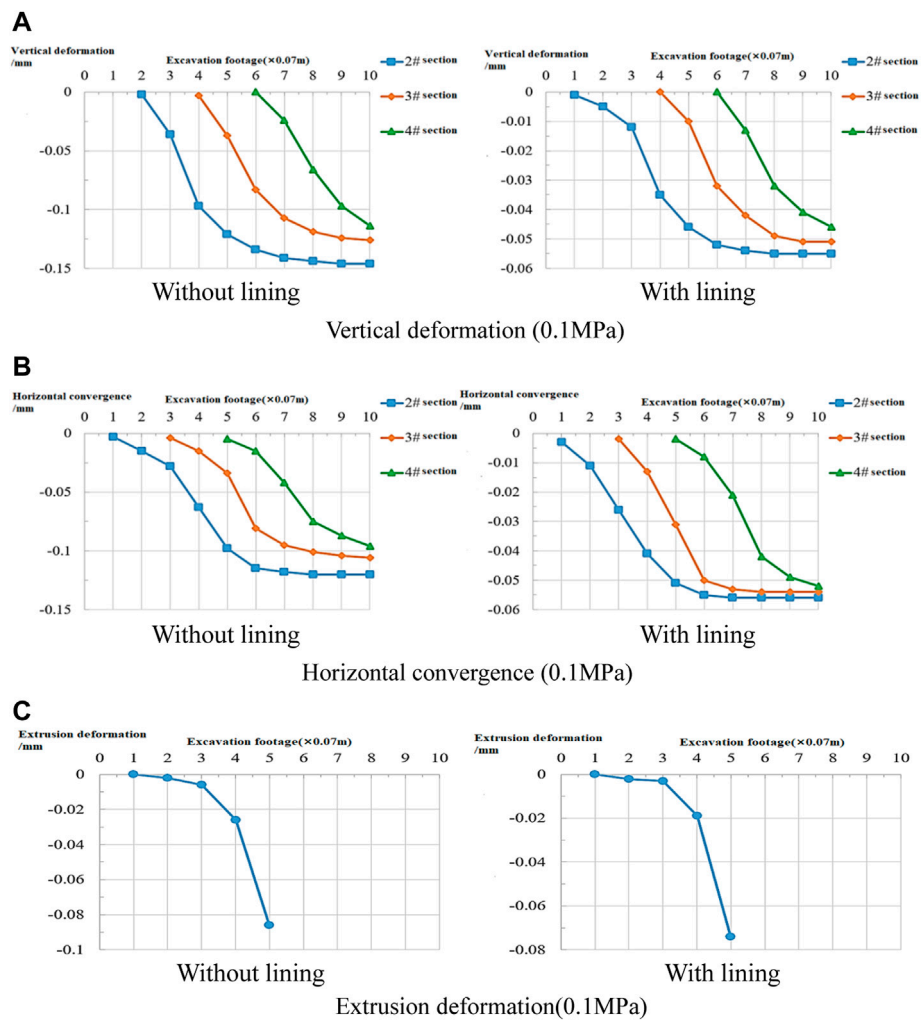 A
Vertical deformation
/mm
Excavation footage(×0.07m)
0 1 2 3 4 5 6 7 8 9 10
0
-0.05
-0.1
-0.15
2# section
3# section
4# section
Without lining
Vertical deformation
/mm
Excavation footage(×0.07m)
0 1 2 3 4 5 6 7 8 9 10
0
-0.01
-0.02
-0.03
-0.04
-0.05
-0.06
2# section
3# section
4# section
With lining
Vertical deformation (0.1MPa)
B
Horizontal convergence
/mm
Excavation footage(×0.07m)
0 1 2 3 4 5 6 7 8 9 10
0
-0.05
-0.1
-0.15
2# section
3# section
4# section
Without lining
Horizontal convergence
/mm
Excavation footage(×0.07m)
0 1 2 3 4 5 6 7 8 9 10
0
-0.01
-0.02
-0.03
-0.04
-0.05
-0.06
2# section
3# section
4# section
With lining
Horizontal convergence (0.1MPa)
C
Extrusion deformation
/mm
Excavation footage(×0.07m)
0 1 2 3 4 5 6 7 8 9 10
0
-0.02
-0.04
-0.06
-0.08
-0.1
Without lining
Extrusion deformation
/mm
Excavation footage(×0.07m)
0 1 2 3 4 5 6 7 8 9 10
0
-0.02
-0.04
-0.06
-0.08
With lining
Extrusion deformation(0.1MPa)